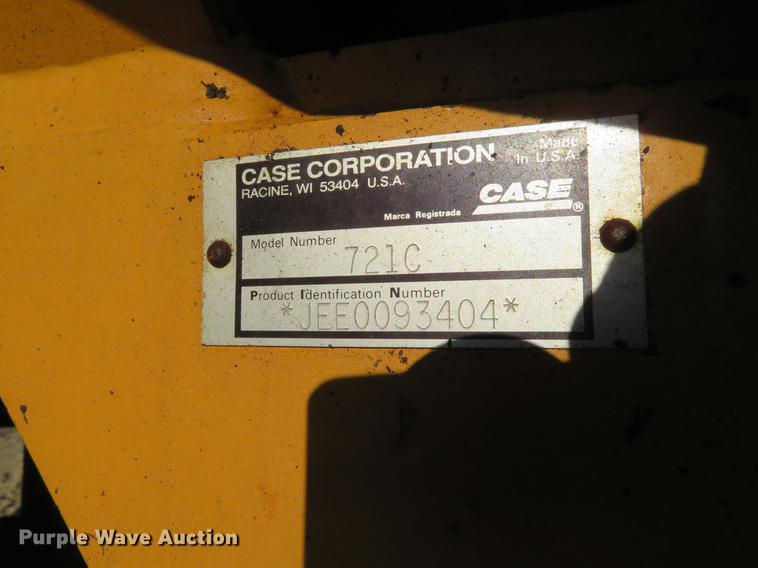 CASE CORPORATION
RACINE, WI 53404 U.S.A.
Made
In U.S.A.
CASE
®
Marca Registrada
Model Number
721C
Product Identification Number
*JEE0093404*
Purple Wave Auction